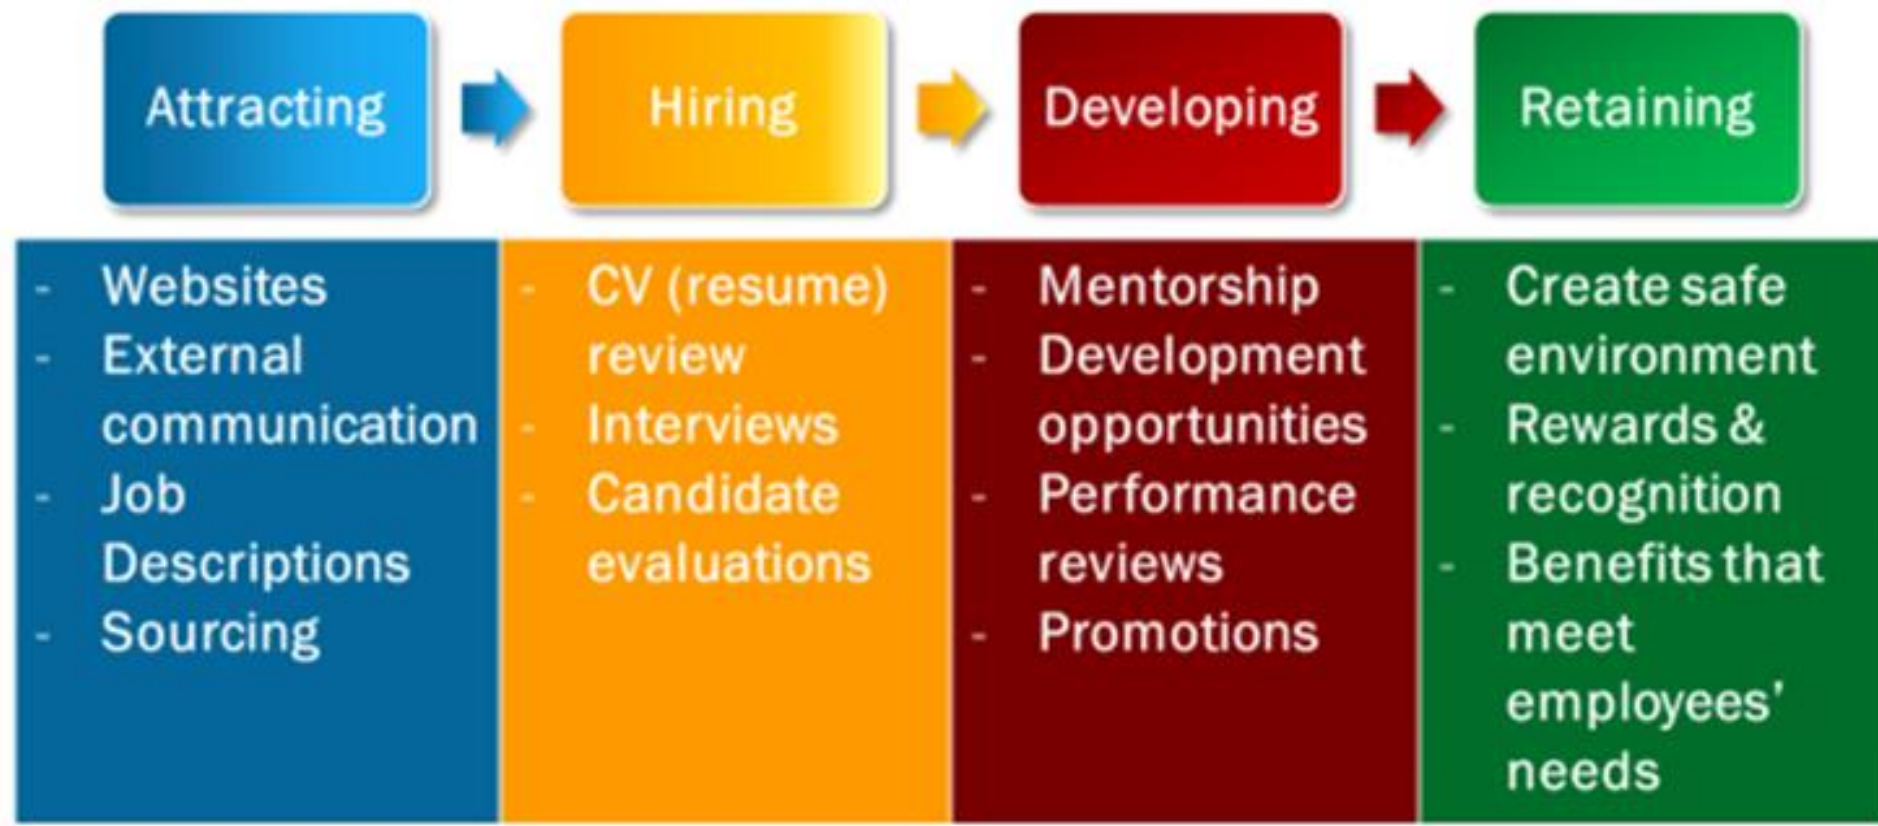 Attracting
Hiring
Developing
Retaining
- Websites
- External
communication
- Job
Descriptions
- Sourcing
- CV (resume)
review
- Interviews
- Candidate
evaluations
- Mentorship
- Development
opportunities
- Performance
reviews
- Promotions
- Create safe
environment
- Rewards &
recognition
- Benefits that
meet
employees’
needs